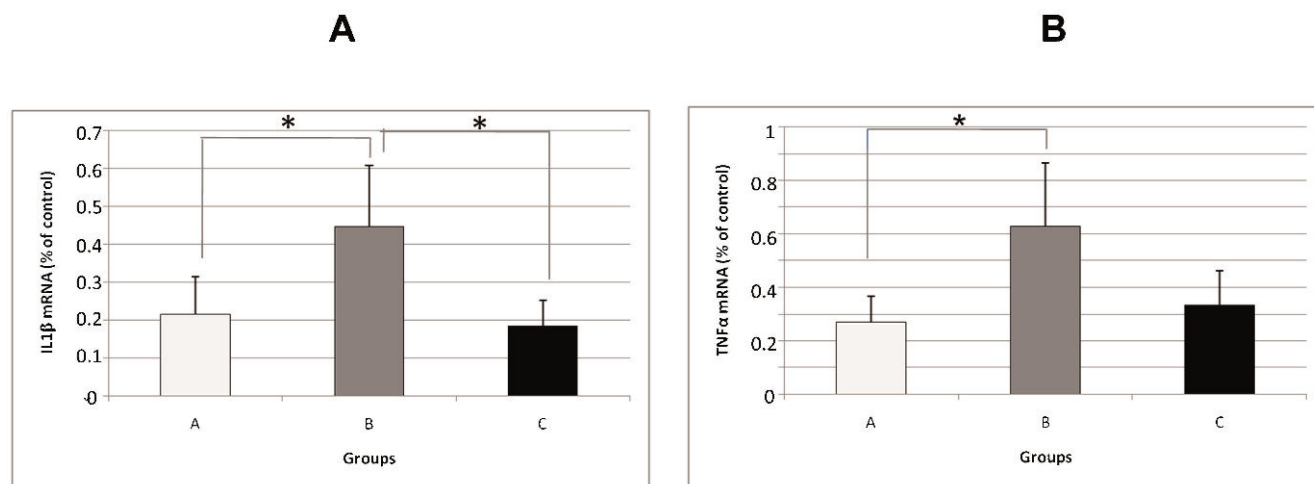 A
B
IL1β mRNA (% of control)
0.7
0.6
0.5
0.4
0.3
0.2
0.1
0
*
*
A B C
Groups
TNFα mRNA (% of control)
1
0.8
0.6
0.4
0.2
0
*
A B C
Groups